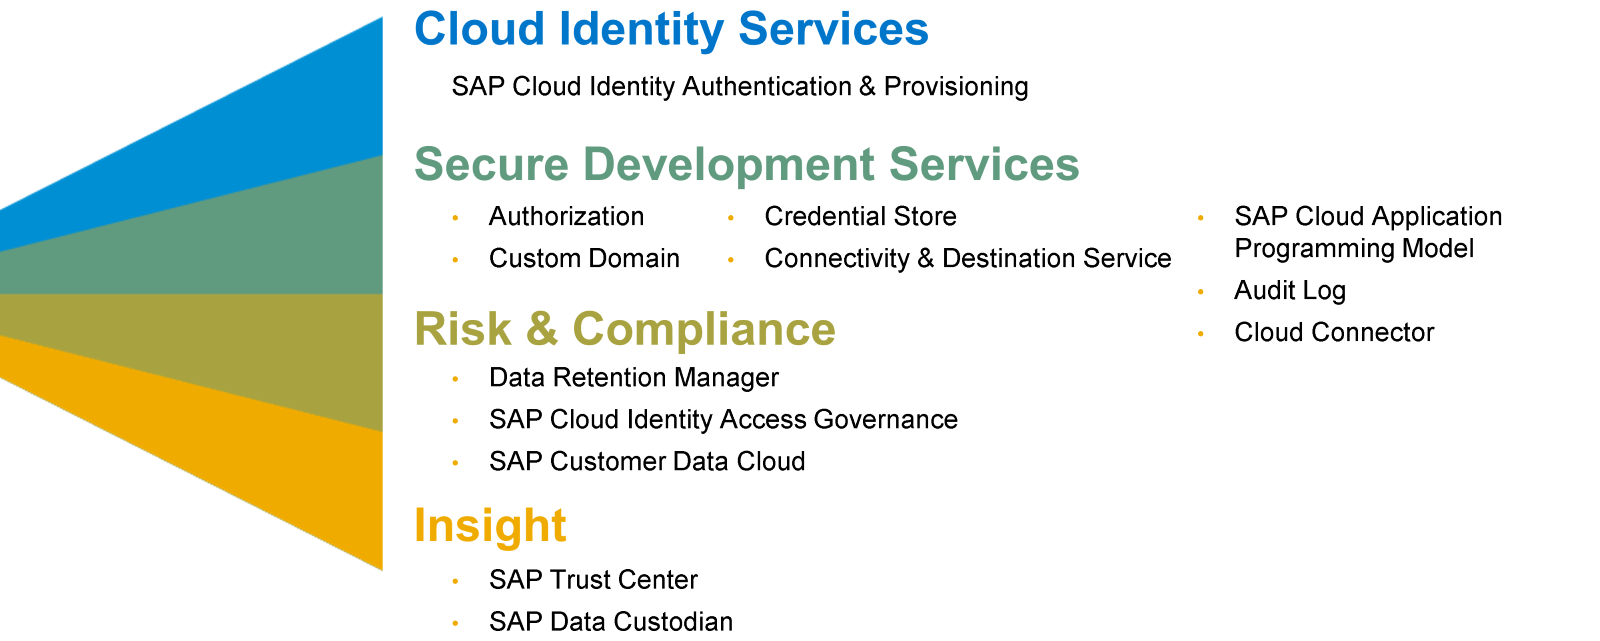 Cloud Identity Services
SAP Cloud Identity Authentication & Provisioning
Secure Development Services
• Authorization
• Custom Domain
• Credential Store
• Connectivity & Destination Service
• SAP Cloud Application
Programming Model
• Audit Log
• Cloud Connector
Risk & Compliance
• Data Retention Manager
• SAP Cloud Identity Access Governance
• SAP Customer Data Cloud
Insight
• SAP Trust Center
• SAP Data Custodian